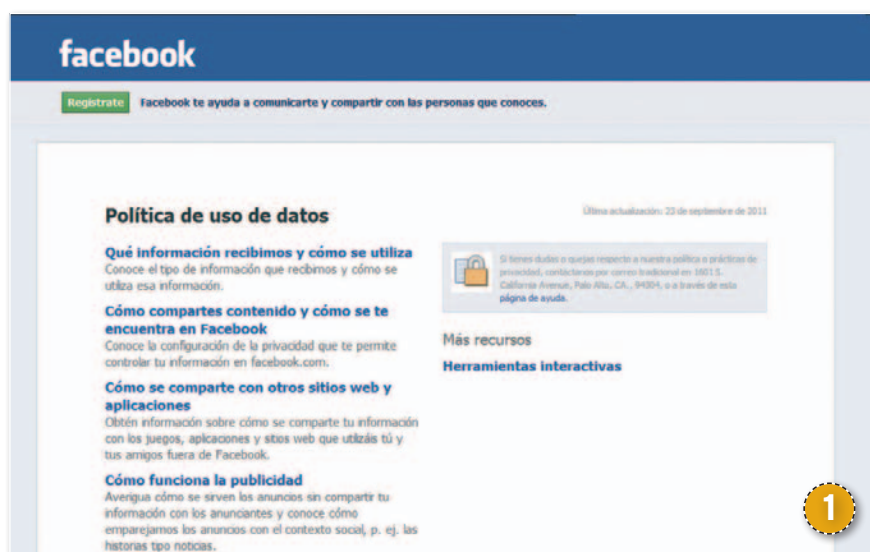 facebook
Regístrate Facebook te ayuda a comunicarte y compartir con las personas que conoces.
Política de uso de datos
Última actualización: 23 de septiembre de 2011
Qué información recibimos y cómo se utiliza
Conoce el tipo de información que recibimos y cómo se
utiliza esa información.
Cómo compartes contenido y cómo se te
encuentra en Facebook
Conoce la configuración de la privacidad que te permite
controlar tu información en facebook.com.
Cómo se comparte con otros sitios web y
aplicaciones
Obtén información sobre cómo se comparte tu información
con los juegos, aplicaciones y sitios web que utilizáis tú y
tus amigos fuera de Facebook.
Cómo funciona la publicidad
Averigua cómo se sirven los anuncios sin compartir tu
información con los anunciantes y conoce cómo
emparejamos los anuncios con el contexto social, p. ej. las
historias tipo noticias.
Si tienes dudas o quejas respecto a nuestra política o prácticas de
privacidad, contáctanos por correo tradicional en 1601 S.
California Avenue, Palo Alto, CA., 94304, o a través de esta
página de ayuda.
Más recursos
Herramientas interactivas
1